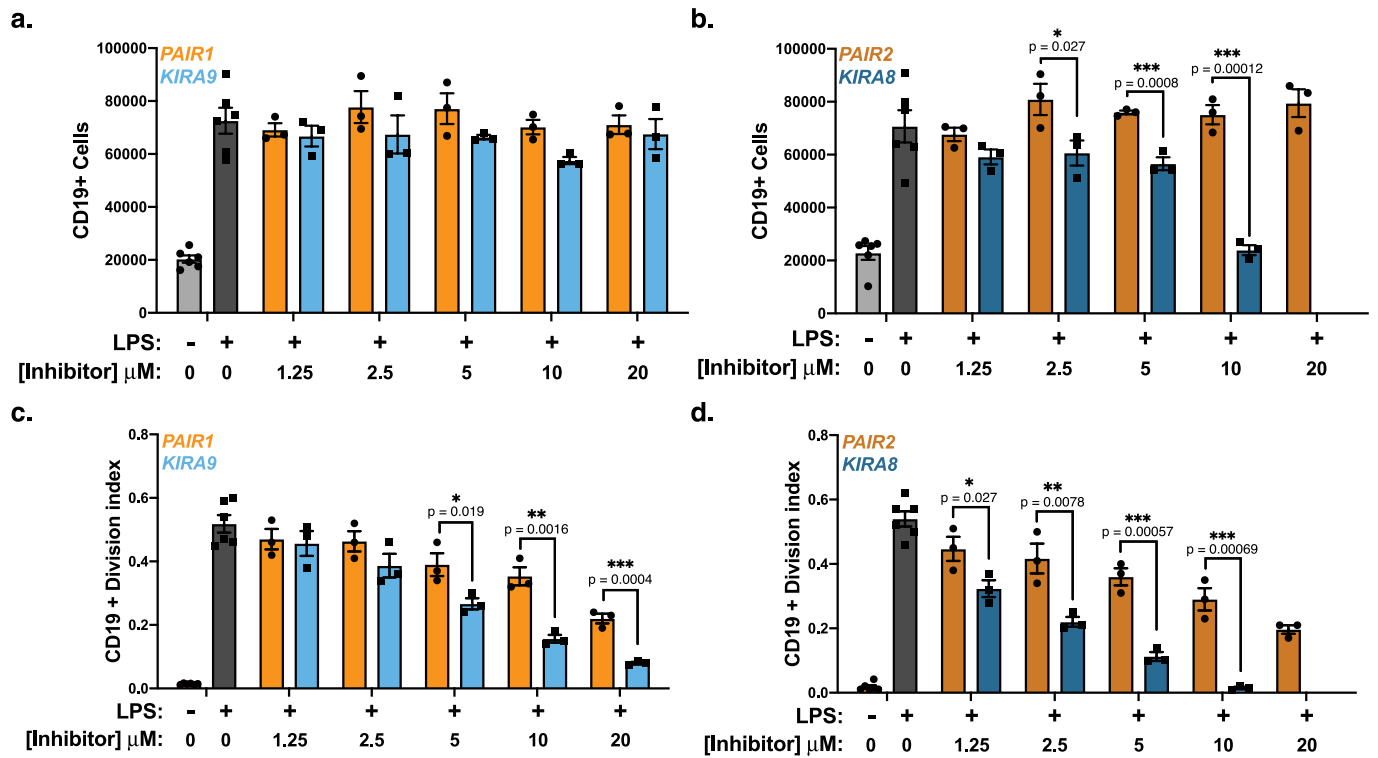 a.
PAIR1
KIRA9
100000
80000
60000
40000
20000
0
CD19+ Cells
LPS: - + + + + + +
[Inhibitor] μM: 0 0 1.25 2.5 5 10 20
b.
PAIR2
KIRA8
100000
80000
60000
40000
20000
0
CD19+ Cells
*
p = 0.027
***
p = 0.0008
***
p = 0.00012
LPS: - + + + + + +
[Inhibitor] μM: 0 0 1.25 2.5 5 10 20
c.
PAIR1
KIRA9
0.8
0.6
0.4
0.2
0.0
CD19 + Division index
*
p = 0.019
**
p = 0.0016
***
p = 0.0004
LPS: - + + + + + +
[Inhibitor] μM: 0 0 1.25 2.5 5 10 20
d.
PAIR2
KIRA8
0.8
0.6
0.4
0.2
0.0
CD19 + Division index
*
p = 0.027
**
p = 0.0078
***
p = 0.00057
***
p = 0.00069
LPS: - + + + + + +
[Inhibitor] μM: 0 0 1.25 2.5 5 10 20